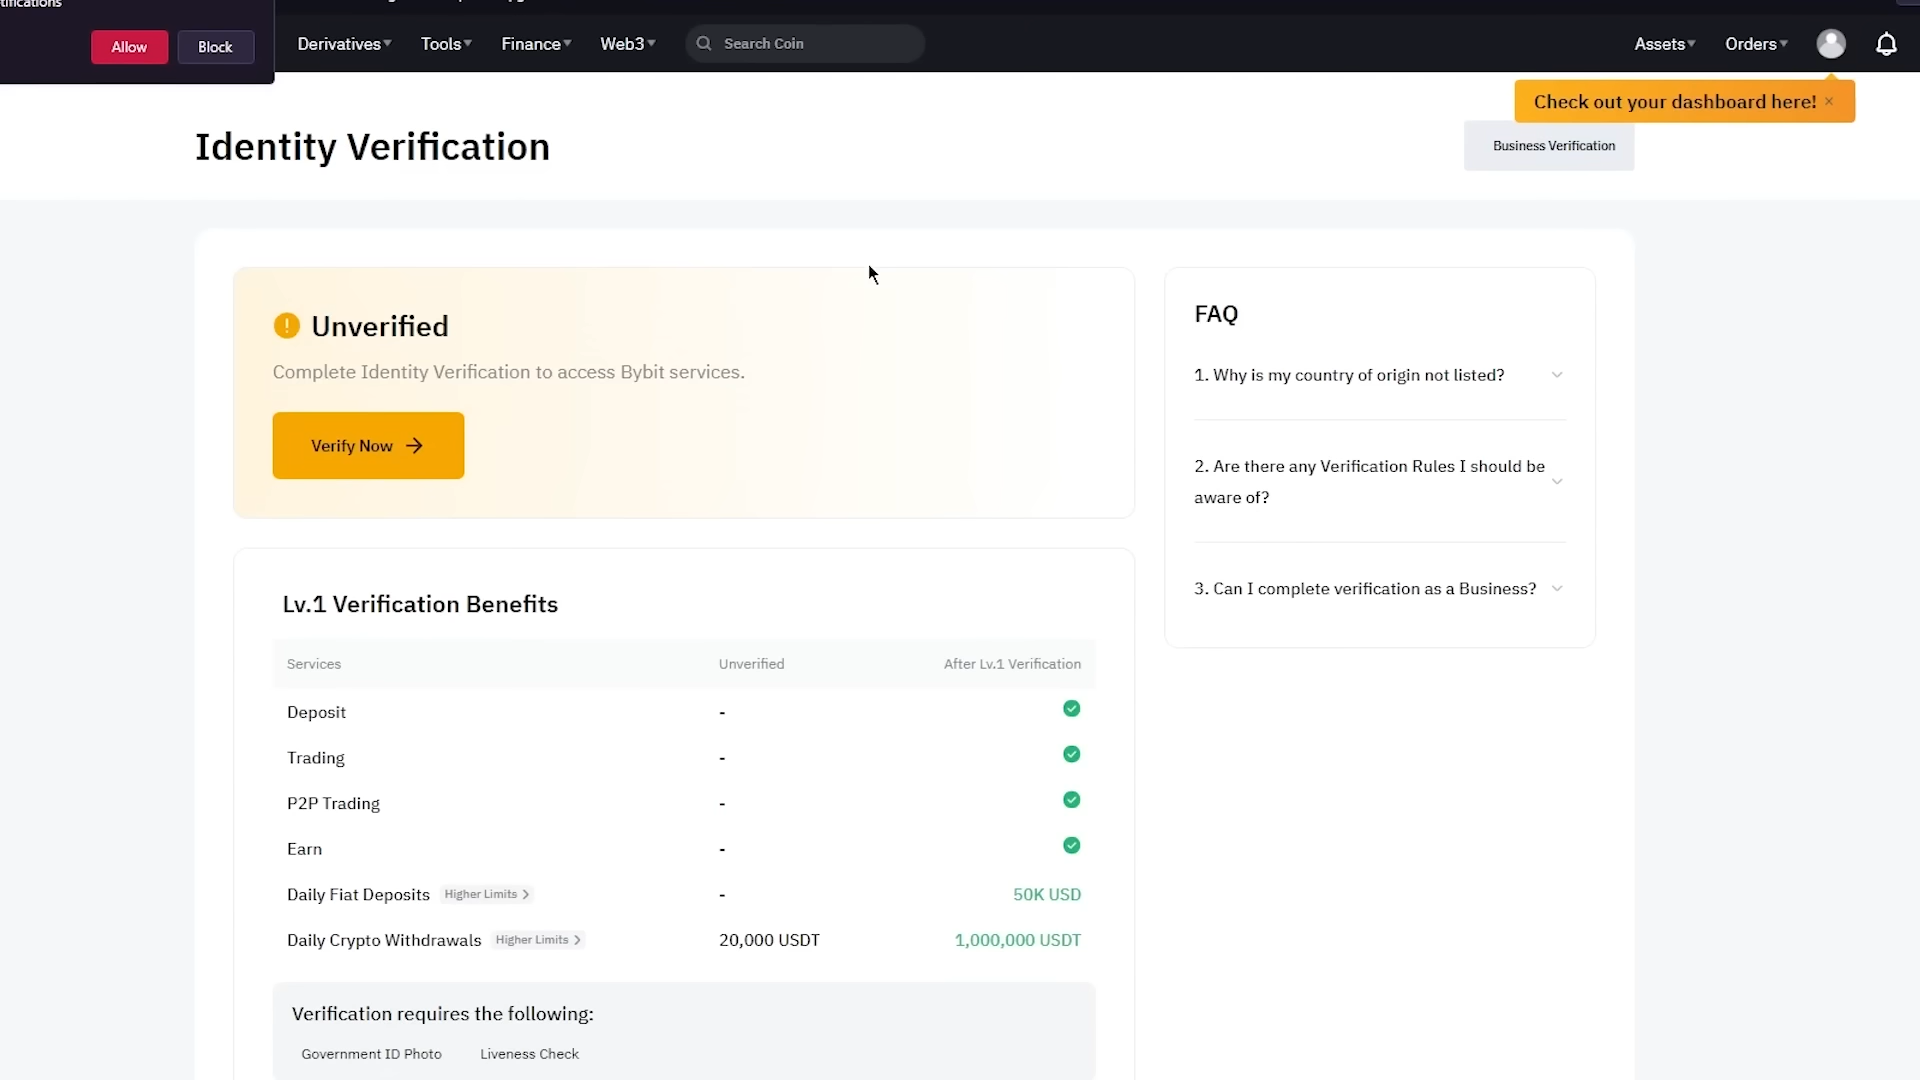 Allow
Block
Derivatives
Tools
Finance
Web3
Search Coin
Assets
Orders
Check out your dashboard here! ×
Identity Verification
Business Verification
Unverified
Complete Identity Verification to access Bybit services.
Verify Now
FAQ
1. Why is my country of origin not listed?
2. Are there any Verification Rules I should be
aware of?
3. Can I complete verification as a Business?
Lv.1 Verification Benefits
Services Unverified After Lv.1 Verification
Deposit -
Trading -
P2P Trading -
Earn -
Daily Fiat Deposits Higher Limits > - 50K USD
Daily Crypto Withdrawals Higher Limits > 20,000 USDT 1,000,000 USDT
Verification requires the following:
Government ID Photo Liveness Check